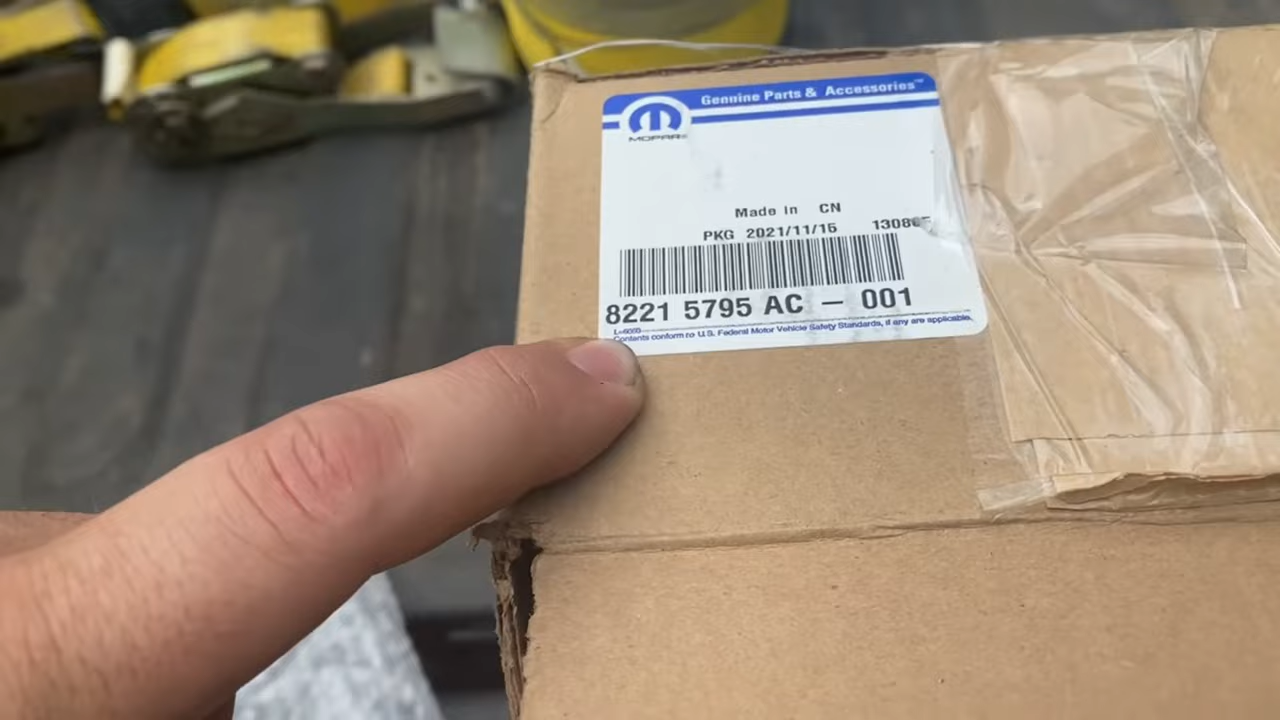 Genuine Parts & Accessories™
MOPAR®
Made in CN
PKG 2021/11/15
8221 5795 AC – 001
Contents conform to U.S. Federal Motor Vehicle Safety Standards, if any are applicable.